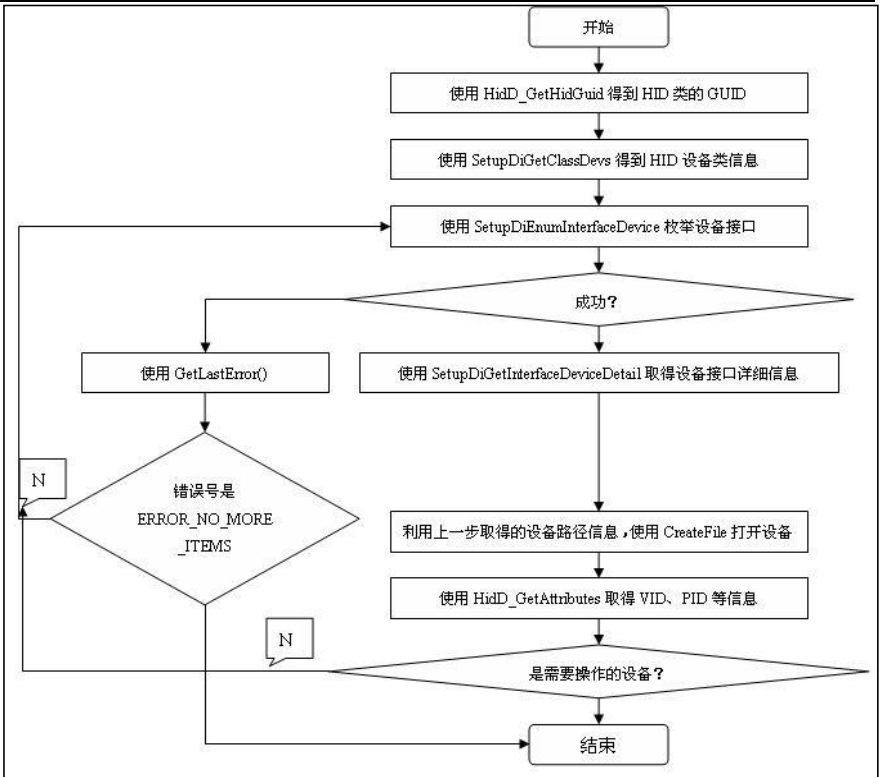 开始
使用 HidD_GetHidGuid 得到 HID 类的 GUID
使用 SetupDiGetClassDevs 得到 HID 设备类信息
使用 SetupDiEnumInterfaceDevice 枚举设备接口
成功?
使用 GetLastError()
使用 SetupDiGetInterfaceDeviceDetail 取得设备接口详细信息
N
错误号是
ERROR_NO_MORE
_ITEMS
利用上一步取得的设备路径信息,使用 CreateFile 打开设备
使用 HidD_GetAttributes 取得 VID、PID 等信息
N
是需要操作的设备?
结束